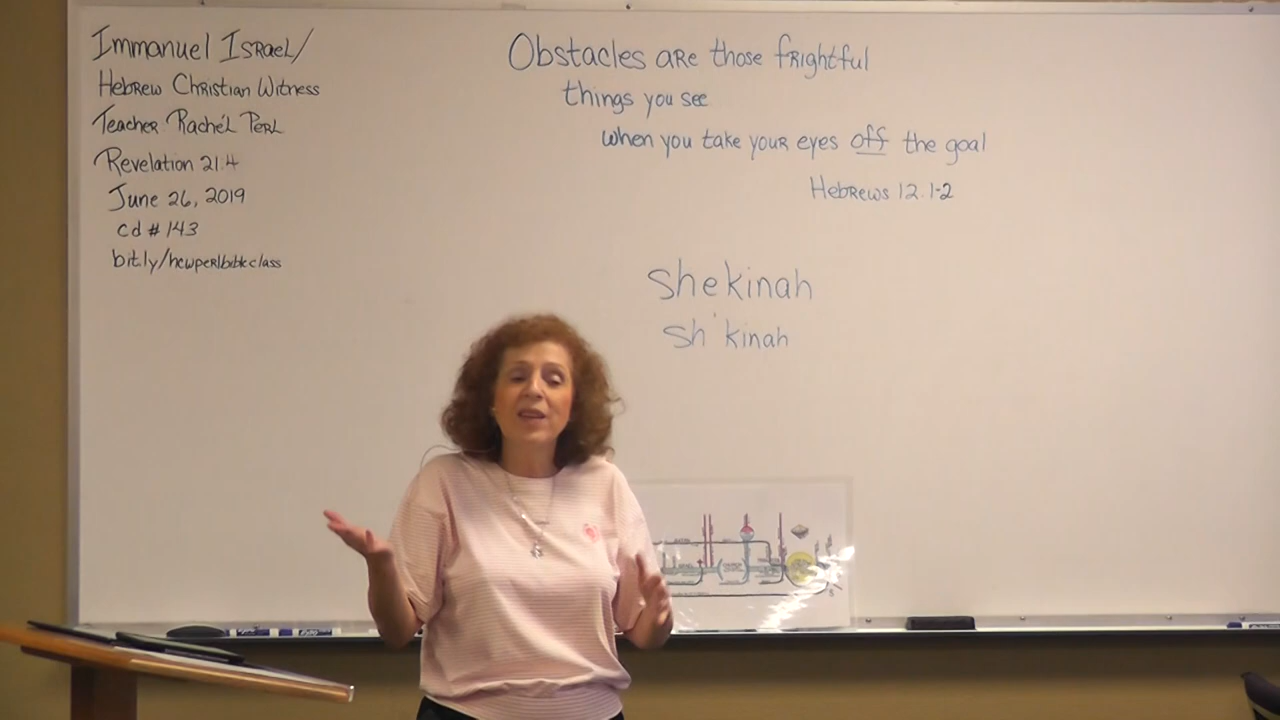 Immanuel Israel/
Hebrew Christian Witness
Teacher Rachél Perl
Revelation 21:4
June 26, 2019
cd # 143
bit.ly/hcwperlbibleclass
Obstacles are those frightful
things you see
when you take your eyes off the goal
Hebrews 12:1-2
shekinah
sh'kinah